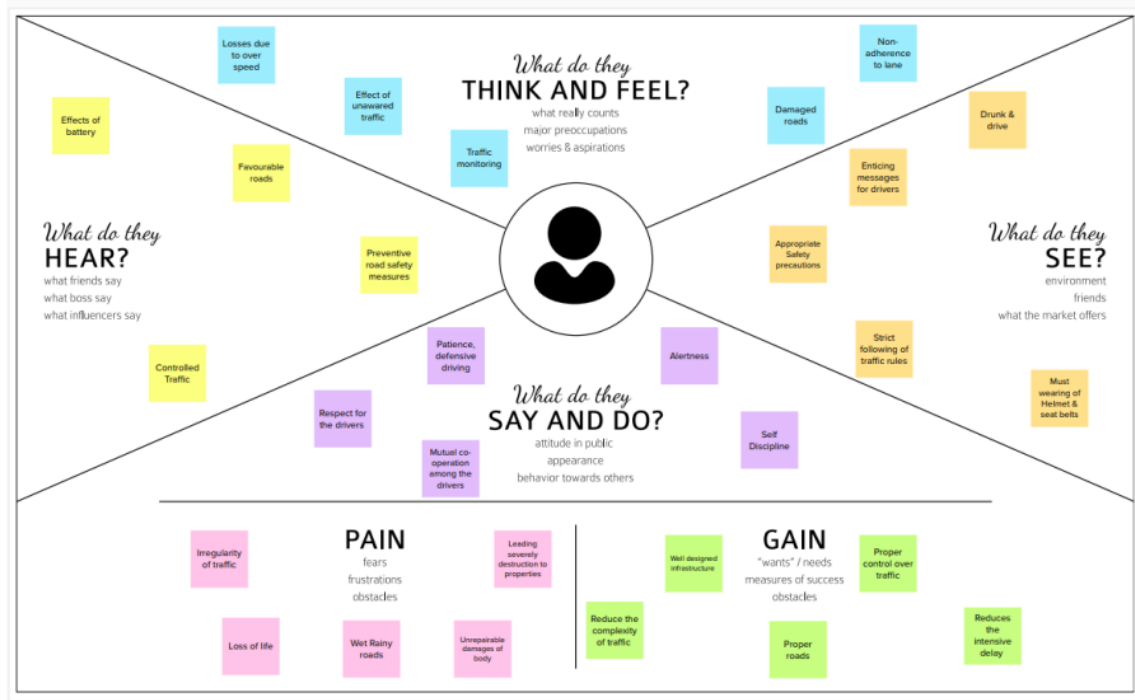 What do they
THINK AND FEEL?
what really counts
major preoccupations
worries & aspirations
Losses due
to over
speed
Effect of
unawared
traffic
Traffic
monitoring
Non-
adherence
to lane
Damaged
roads
What do they
HEAR?
what friends say
what boss say
what influencers say
Effects of
battery
Favourable
roads
Preventive
road safety
measures
Controlled
Traffic
What do they
SEE?
environment
friends
what the market offers
Drunk &
drive
Enticing
messages
for drivers
Appropriate
Safety
precautions
Strict
following of
traffic rules
Must
wearing of
Helmet &
seat belts
What do they
SAY AND DO?
attitude in public
appearance
behavior towards others
Patience,
defensive
driving
Respect for
the drivers
Mutual co-
operation
among the
drivers
Alertness
Self
Discipline
PAIN
fears
frustrations
obstacles
Irregularity
of traffic
Leading
severely
destruction to
properties
Loss of life
Wet Rainy
roads
Unrepairable
damages of
body
GAIN
"wants" / needs
measures of success
obstacles
Well designed
infrastructure
Proper
control over
traffic
Reduce the
complexity
of traffic
Proper
roads
Reduces
the
intensive
delay